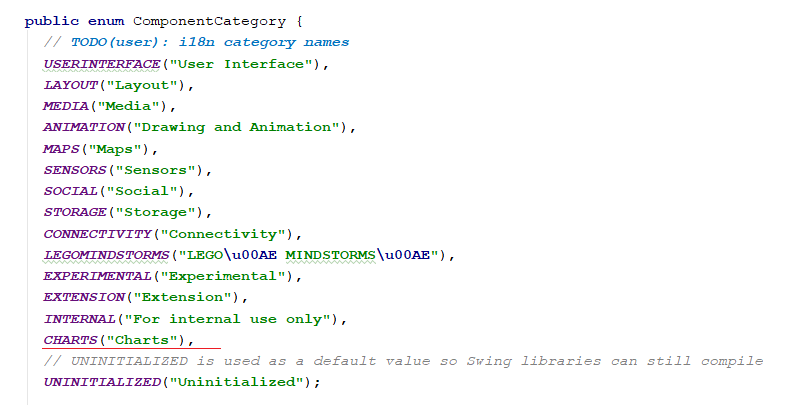 public enum ComponentCategory {
// TODO(user): i18n category names
USERINTERFACE("User Interface"),
LAYOUT("Layout"),
MEDIA("Media"),
ANIMATION("Drawing and Animation"),
MAPS("Maps"),
SENSORS("Sensors"),
SOCIAL("Social"),
STORAGE("Storage"),
CONNECTIVITY("Connectivity"),
LEGOMINDSTORMS("LEGO\u00AE MINDSTORMS\u00AE"),
EXPERIMENTAL("Experimental"),
EXTENSION("Extension"),
INTERNAL("For internal use only"),
CHARTS("Charts"),
// UNINITIALIZED is used as a default value so Swing libraries can still compile
UNINITIALIZED("Uninitialized");